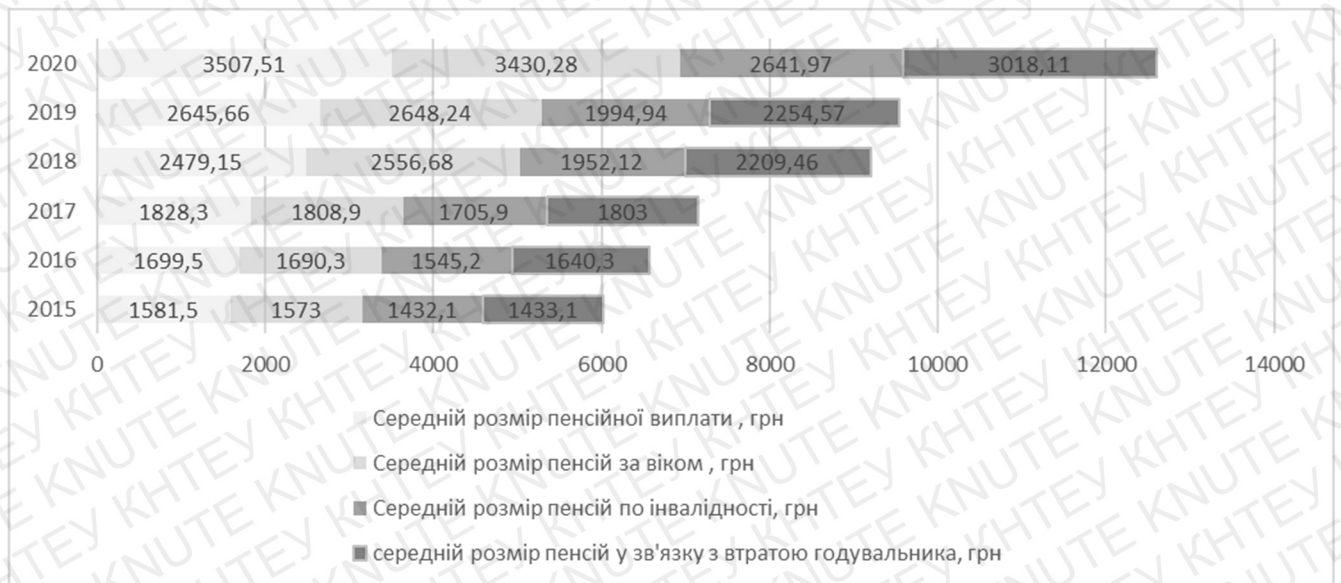 2020 3507,51 3430,28 2641,97 3018,11
2019 2645,66 2648,24 1994,94 2254,57
2018 2479,15 2556,68 1952,12 2209,46
2017 1828,3 1808,9 1705,9 1803
2016 1699,5 1690,3 1545,2 1640,3
2015 1581,5 1573 1432,1 1433,1
0 2000 4000 6000 8000 10000 12000 14000
Середній розмір пенсійної виплати , грн
Середній розмір пенсій за віком , грн
Середній розмір пенсій по інвалідності, грн
середній розмір пенсій у зв'язку з втратою годувальника, грн